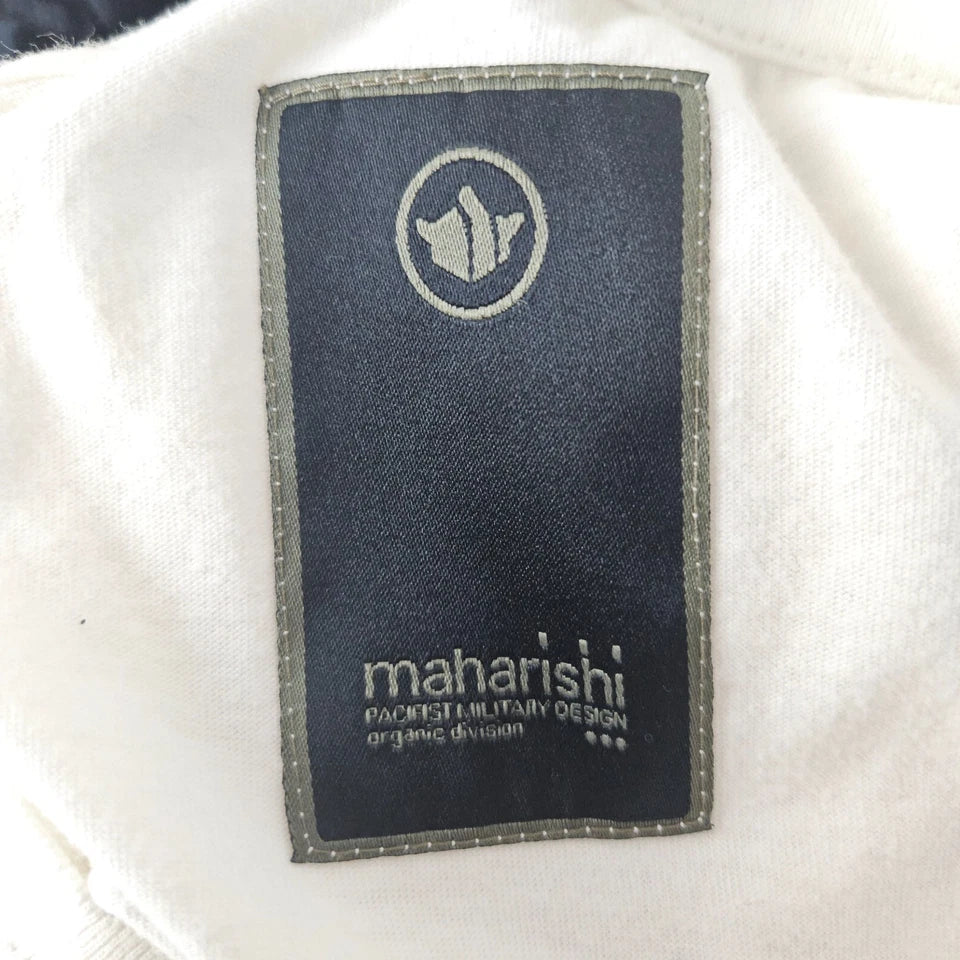 maharishi
PACIFIST MILITARY DESIGN
organic division